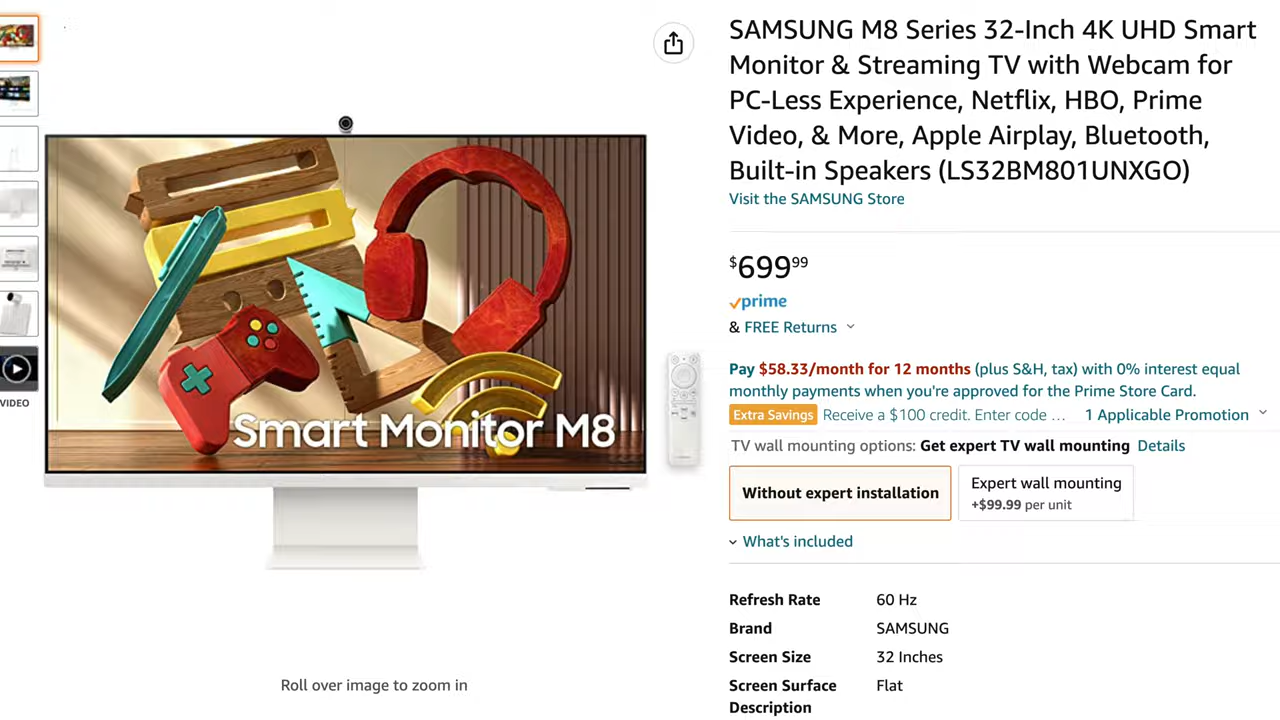 SAMSUNG M8 Series 32-Inch 4K UHD Smart
Monitor & Streaming TV with Webcam for
PC-Less Experience, Netflix, HBO, Prime
Video, & More, Apple Airplay, Bluetooth,
Built-in Speakers (LS32BM801UNXGO)
Visit the SAMSUNG Store
$69999
prime
& FREE Returns
Pay $58.33/month for 12 months (plus S&H, tax) with 0% interest equal
monthly payments when you're approved for the Prime Store Card.
Extra Savings Receive a $100 credit. Enter code … 1 Applicable Promotion
TV wall mounting options: Get expert TV wall mounting Details
Without expert installation
Expert wall mounting
+$99.99 per unit
What's included
Refresh Rate 60 Hz
Brand SAMSUNG
Screen Size 32 Inches
Screen Surface Flat
Description
Smart Monitor M8
VIDEO
Roll over image to zoom in